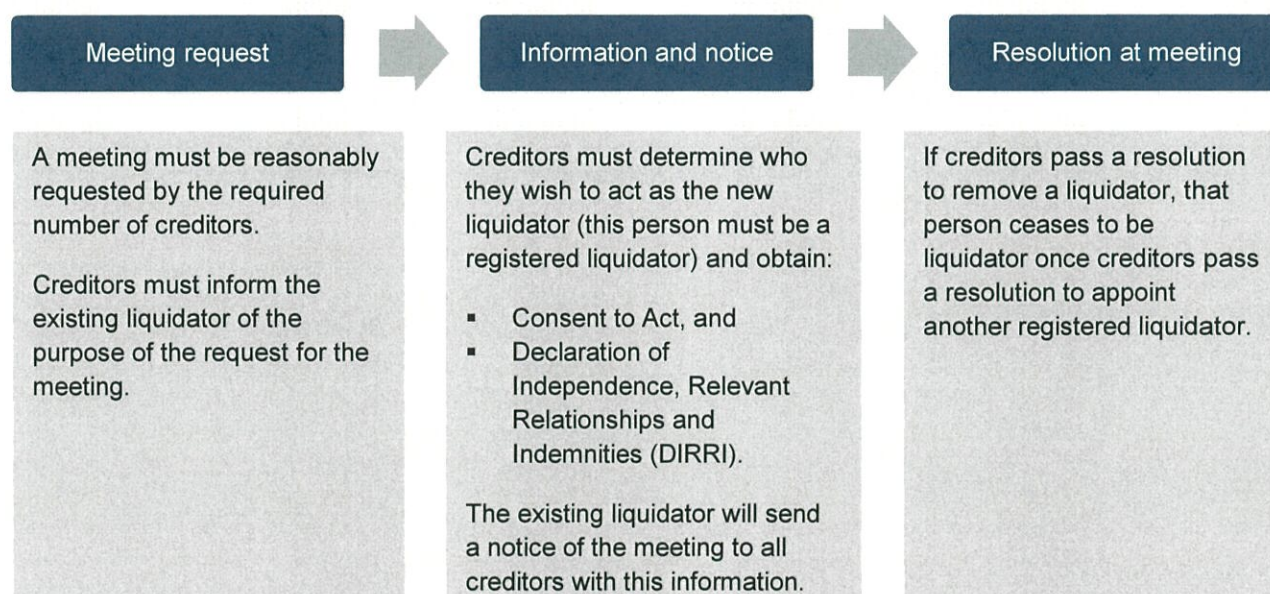 Meeting request
Information and notice
Resolution at meeting
A meeting must be reasonably
requested by the required
number of creditors.
Creditors must inform the
existing liquidator of the
purpose of the request for the
meeting.
Creditors must determine who
they wish to act as the new
liquidator (this person must be a
registered liquidator) and obtain:
▪ Consent to Act, and
▪ Declaration of
Independence, Relevant
Relationships and
Indemnities (DIRRI).
The existing liquidator will send
a notice of the meeting to all
creditors with this information.
If creditors pass a resolution
to remove a liquidator, that
person ceases to be
liquidator once creditors pass
a resolution to appoint
another registered liquidator.